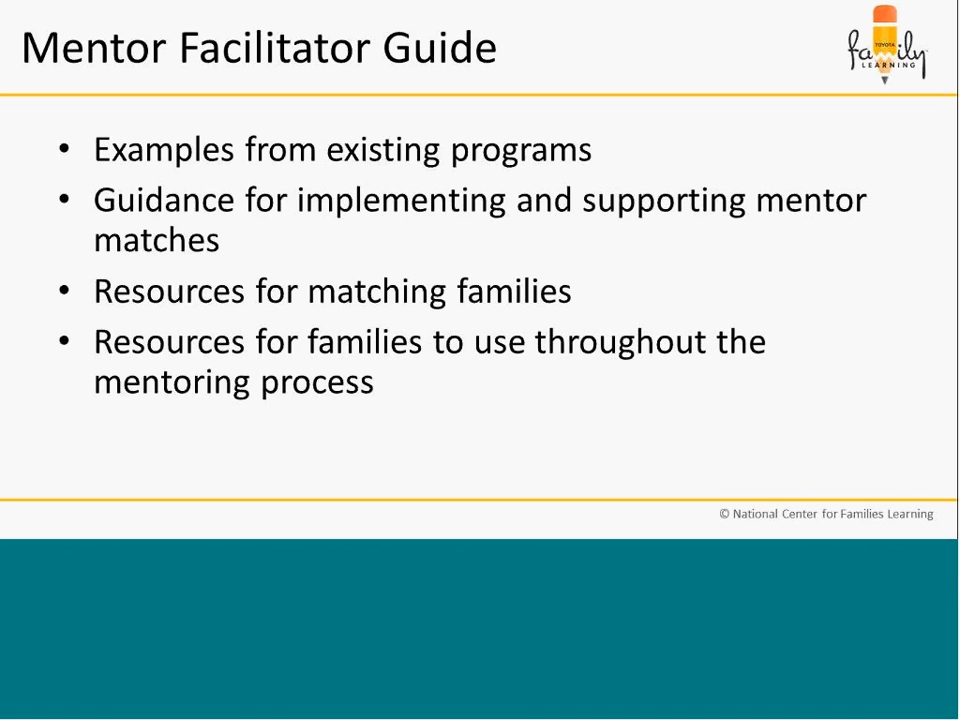 Mentor Facilitator Guide
TOYOTA
family
LEARNING
• Examples from existing programs
• Guidance for implementing and supporting mentor
matches
• Resources for matching families
• Resources for families to use throughout the
mentoring process
© National Center for Families Learning